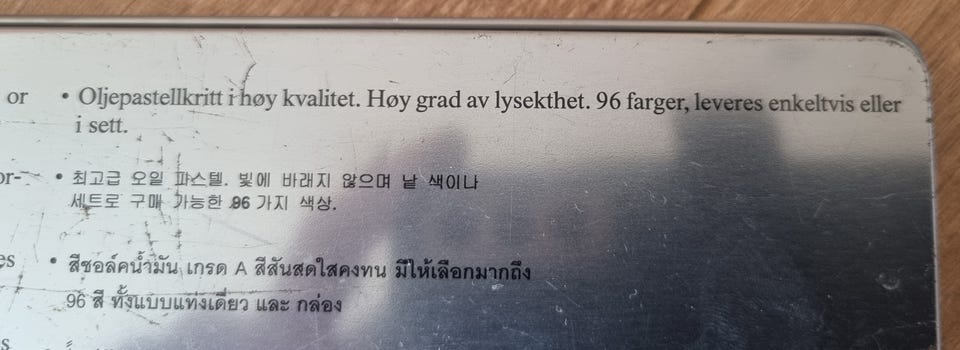 or • Oljepastellkritt i høy kvalitet. Høy grad av lysekthet. 96 farger, leveres enkeltvis eller
i sett.
or- • 최고급 오일 파스텔. 빛에 바래지 않으며 낱 색이나
세트로 구매 가능한 96 가지 색상.
es • สีชอล์คน้ำมัน เกรด A สีสันสดใสคงทน มีให้เลือกมากถึง
96 สี ทั้งแบบแท่งเดี่ยว และ กล่อง
s